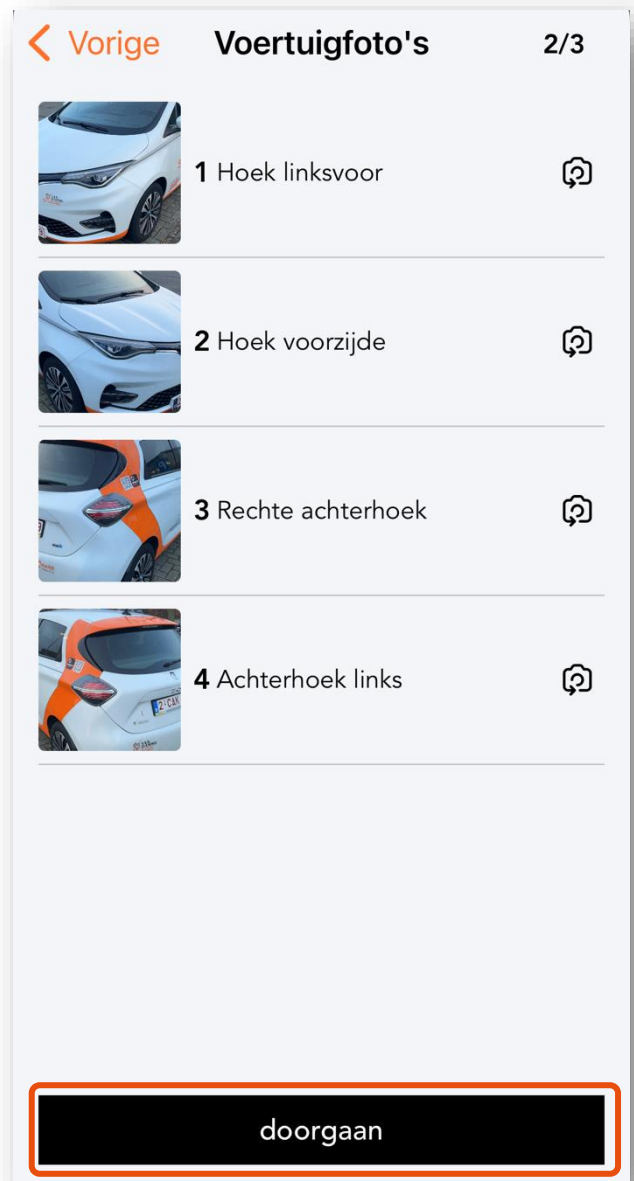 Vorige Voertuigfoto's 2/3
1 Hoek linksvoor
2 Hoek voorzijde
3 Rechte achterhoek
4 Achterhoek links
doorgaan